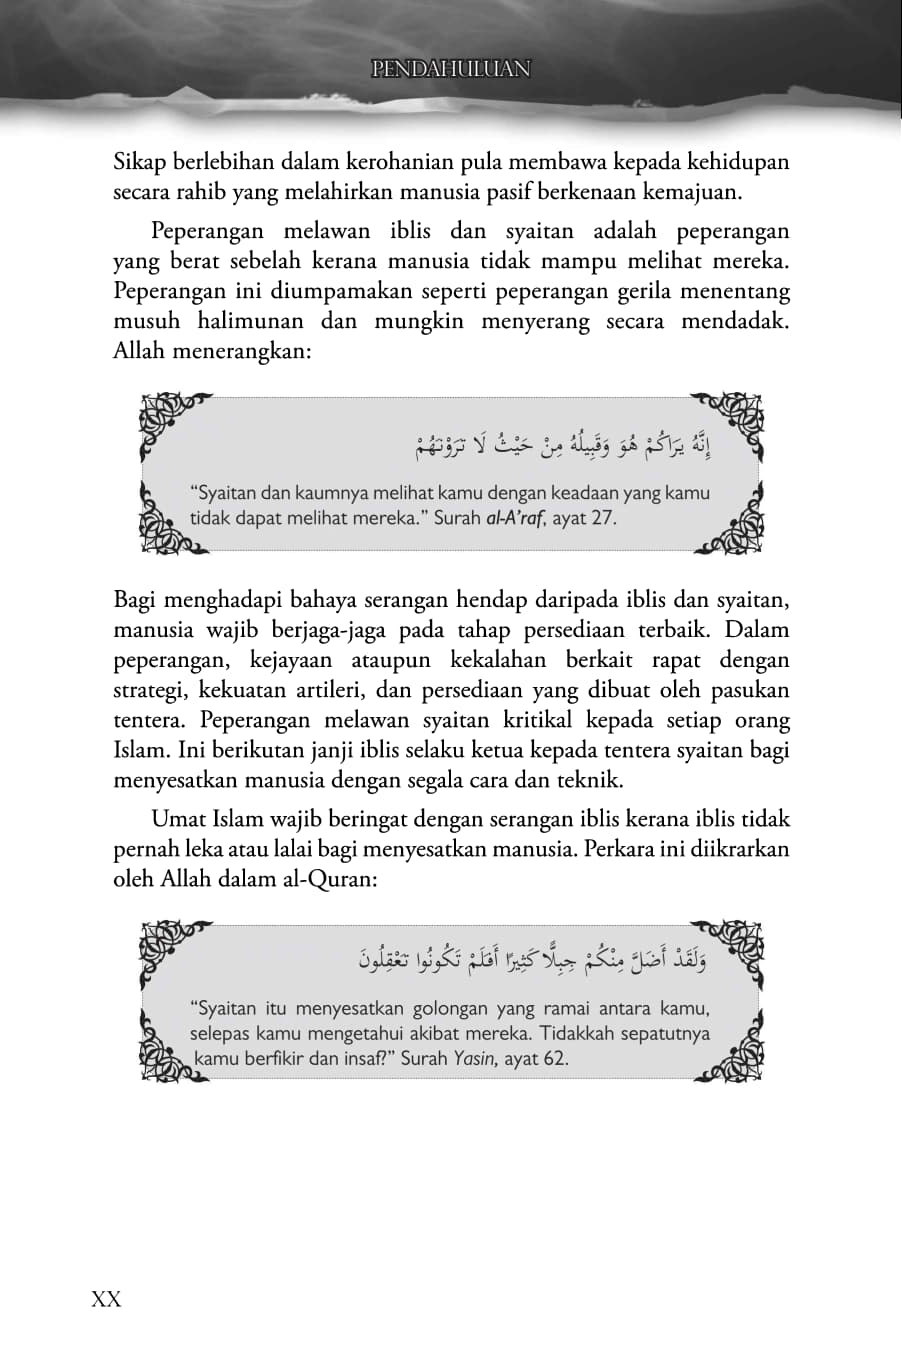 PENDAHULUAN
Sikap berlebihan dalam kerohanian pula membawa kepada kehidupan
secara rahib yang melahirkan manusia pasif berkenaan kemajuan.
Peperangan melawan iblis dan syaitan adalah peperangan
yang berat sebelah kerana manusia tidak mampu melihat mereka.
Peperangan ini diumpamakan seperti peperangan gerila menentang
musuh halimunan dan mungkin menyerang secara mendadak.
Allah menerangkan:
إِنَّهُ يَرَاكُمْ هُوَ وَقَبِيلُهُ مِنْ حَيْثُ لَا تَرَوْنَهُمْ
“Syaitan dan kaumnya melihat kamu dengan keadaan yang kamu
tidak dapat melihat mereka.” Surah al-A’raf, ayat 27.
Bagi menghadapi bahaya serangan hendap daripada iblis dan syaitan,
manusia wajib berjaga-jaga pada tahap persediaan terbaik. Dalam
peperangan, kejayaan ataupun kekalahan berkait rapat dengan
strategi, kekuatan artileri, dan persediaan yang dibuat oleh pasukan
tentera. Peperangan melawan syaitan kritikal kepada setiap orang
Islam. Ini berikutan janji iblis selaku ketua kepada tentera syaitan bagi
menyesatkan manusia dengan segala cara dan teknik.
Umat Islam wajib beringat dengan serangan iblis kerana iblis tidak
pernah leka atau lalai bagi menyesatkan manusia. Perkara ini diikrarkan
oleh Allah dalam al-Quran:
وَلَقَدْ أَضَلَّ مِنْكُمْ جِبِلًّا كَثِيرًا أَفَلَمْ تَكُونُوا تَعْقِلُونَ
“Syaitan itu menyesatkan golongan yang ramai antara kamu,
selepas kamu mengetahui akibat mereka. Tidakkah sepatutnya
kamu berfikir dan insaf?” Surah Yasin, ayat 62.
XX